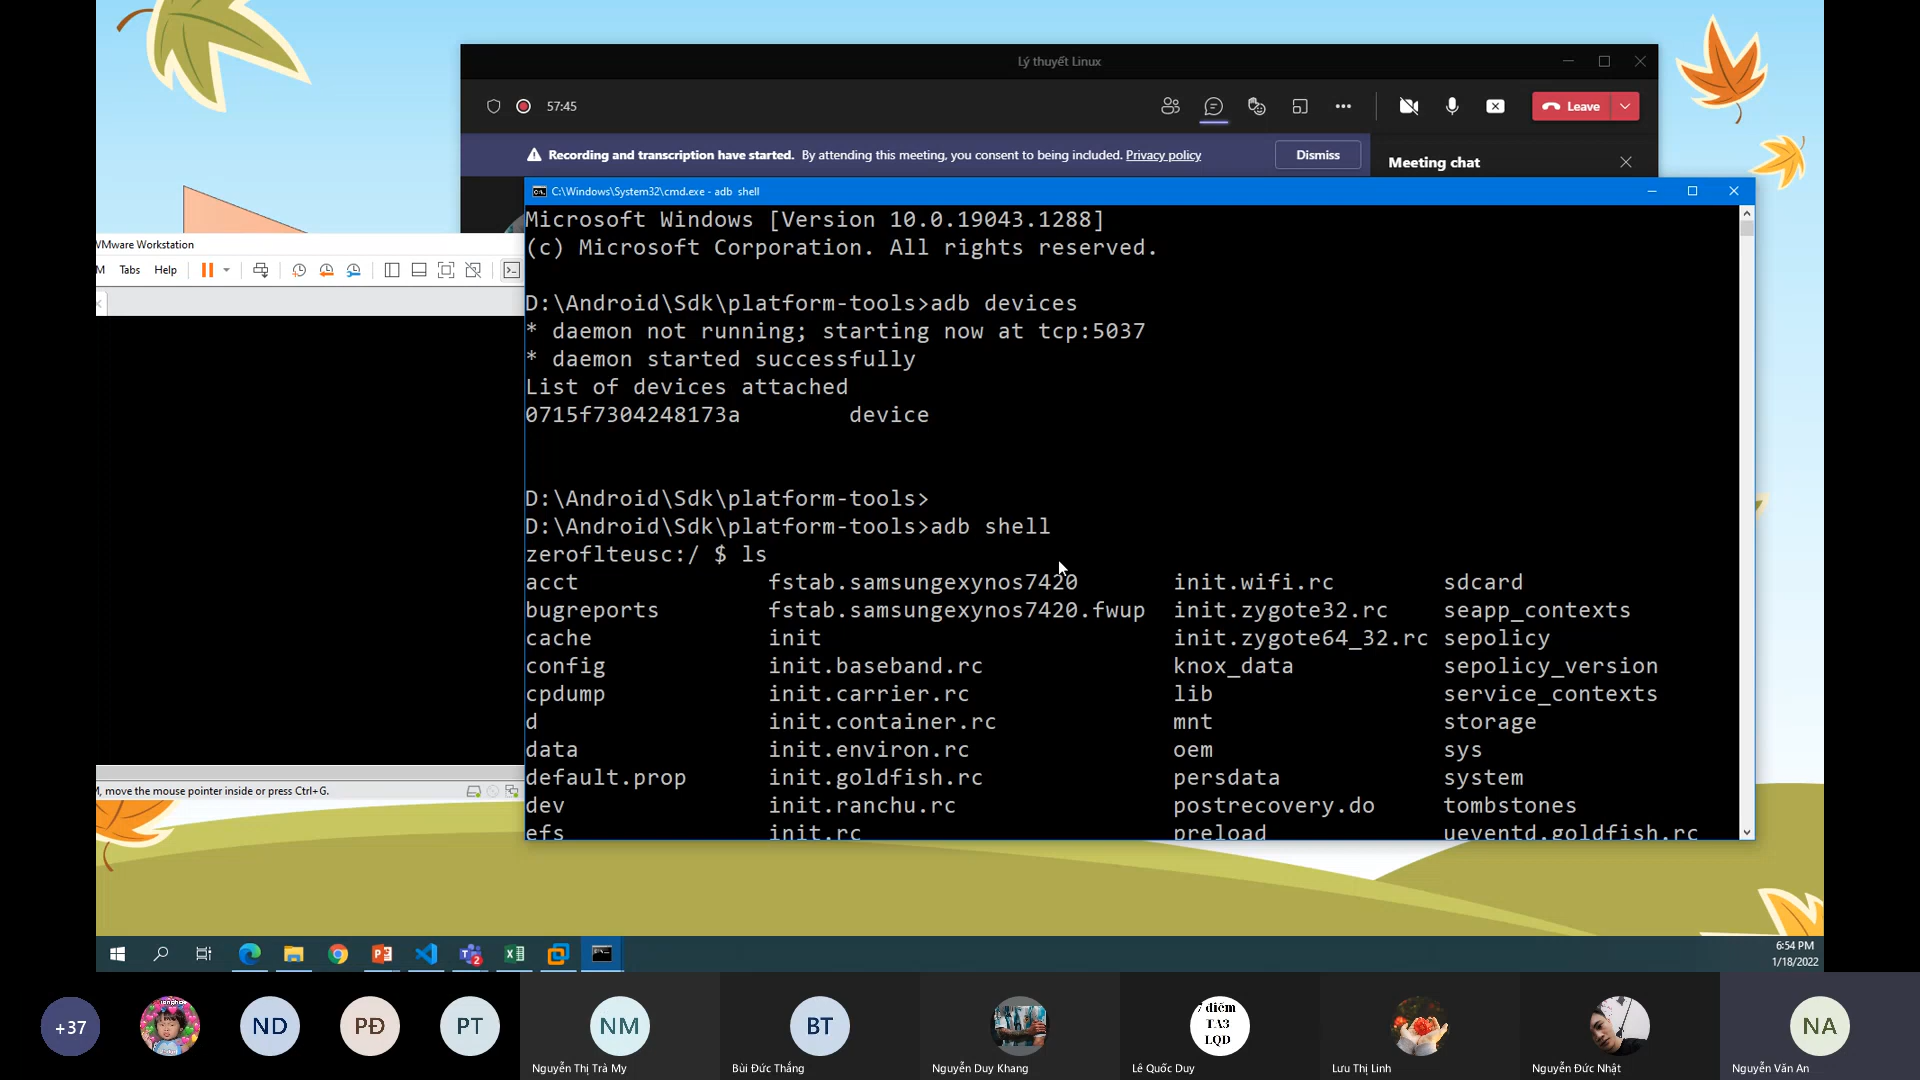 Lý thuyết Linux
57:45
Leave
Recording and transcription have started. By attending this meeting, you consent to being included. Privacy policy
Dismiss
Meeting chat
VMware Workstation
M Tabs Help
C:\Windows\System32\cmd.exe - adb shell
Microsoft Windows [Version 10.0.19043.1288]
(c) Microsoft Corporation. All rights reserved.
D:\Android\Sdk\platform-tools>adb devices
* daemon not running; starting now at tcp:5037
* daemon started successfully
List of devices attached
0715f7304248173a device
D:\Android\Sdk\platform-tools>
D:\Android\Sdk\platform-tools>adb shell
zeroflteusc:/ $ ls
acct fstab.samsungexynos7420 init.wifi.rc sdcard
bugreports fstab.samsungexynos7420.fwup init.zygote32.rc seapp_contexts
cache init init.zygote64_32.rc sepolicy
config init.baseband.rc knox_data sepolicy_version
cpdump init.carrier.rc lib service_contexts
d init.container.rc mnt storage
data init.environ.rc oem sys
default.prop init.goldfish.rc persdata system
dev init.ranchu.rc postrecovery.do tombstones
efs init.rc preload ueventd.goldfish.rc
, move the mouse pointer inside or press Ctrl+G.
2
6:54 PM
1/18/2022
+37
ND
PĐ
PT
NM
BT
7 điểm
TA3
LQD
NA
Nguyễn Thị Trà My
Bùi Đức Thắng
Nguyễn Duy Khang
Lê Quốc Duy
Lưu Thị Linh
Nguyễn Đức Nhật
Nguyễn Văn An